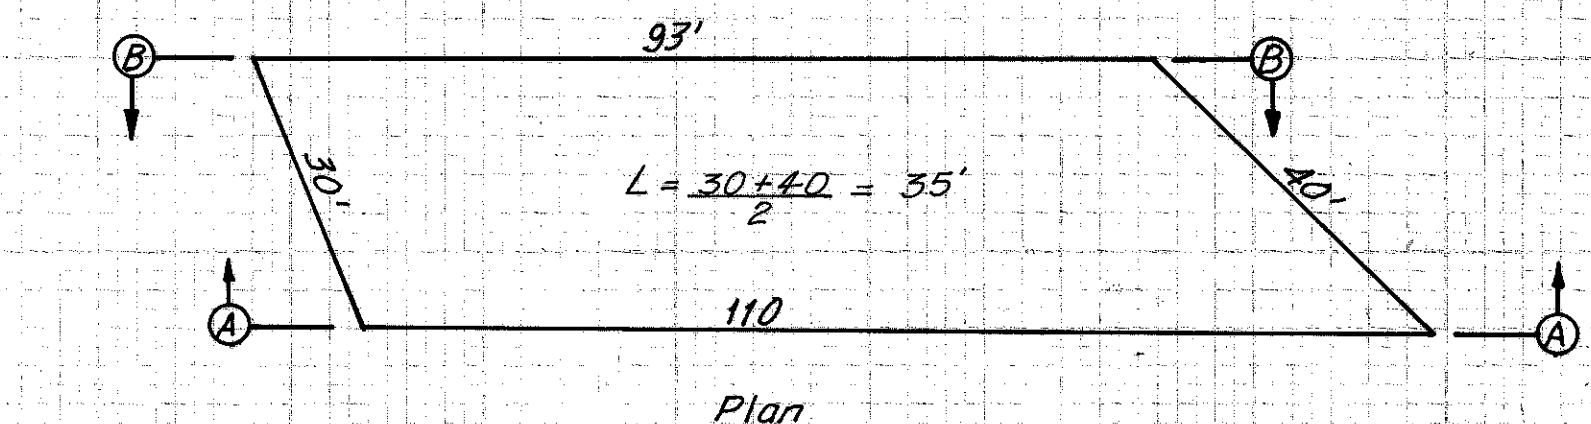 93'
B
B
30'
L = 30 + 40 / 2 = 35'
40'
A
110
A
Plan